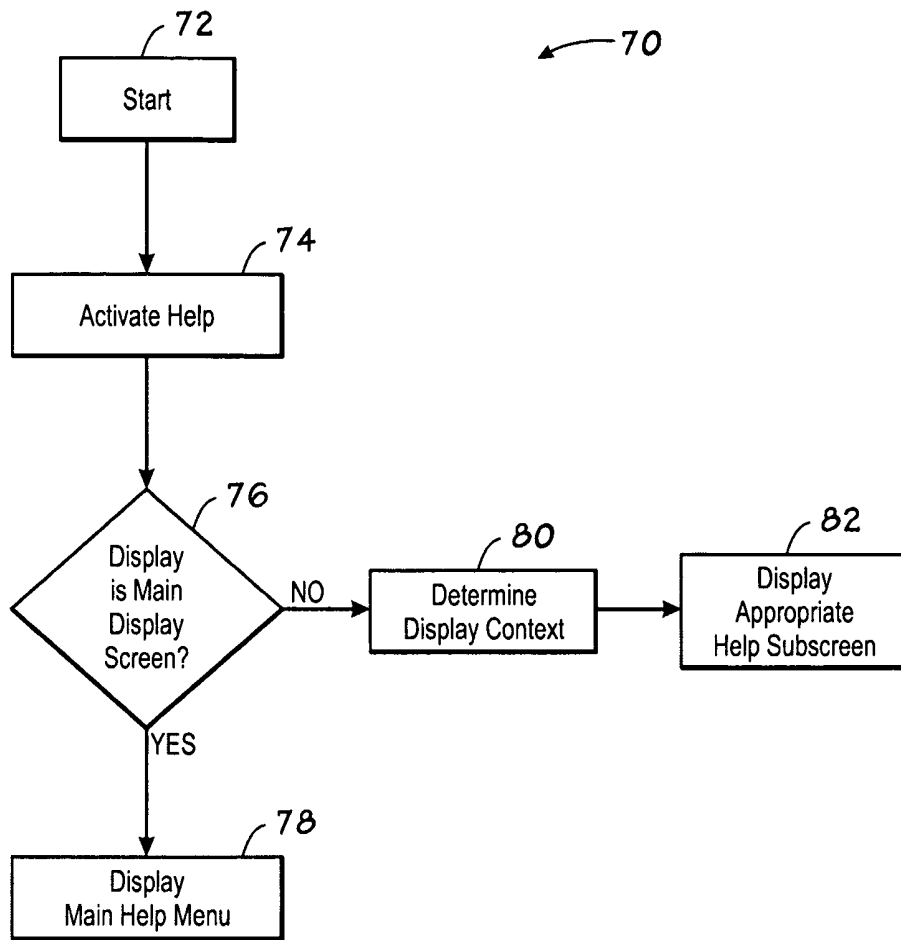 72
70
Start
74
Activate Help
76
Display
is Main
Display
Screen?
NO
YES
80
Determine
Display Context
82
Display
Appropriate
Help Subscreen
78
Display
Main Help Menu